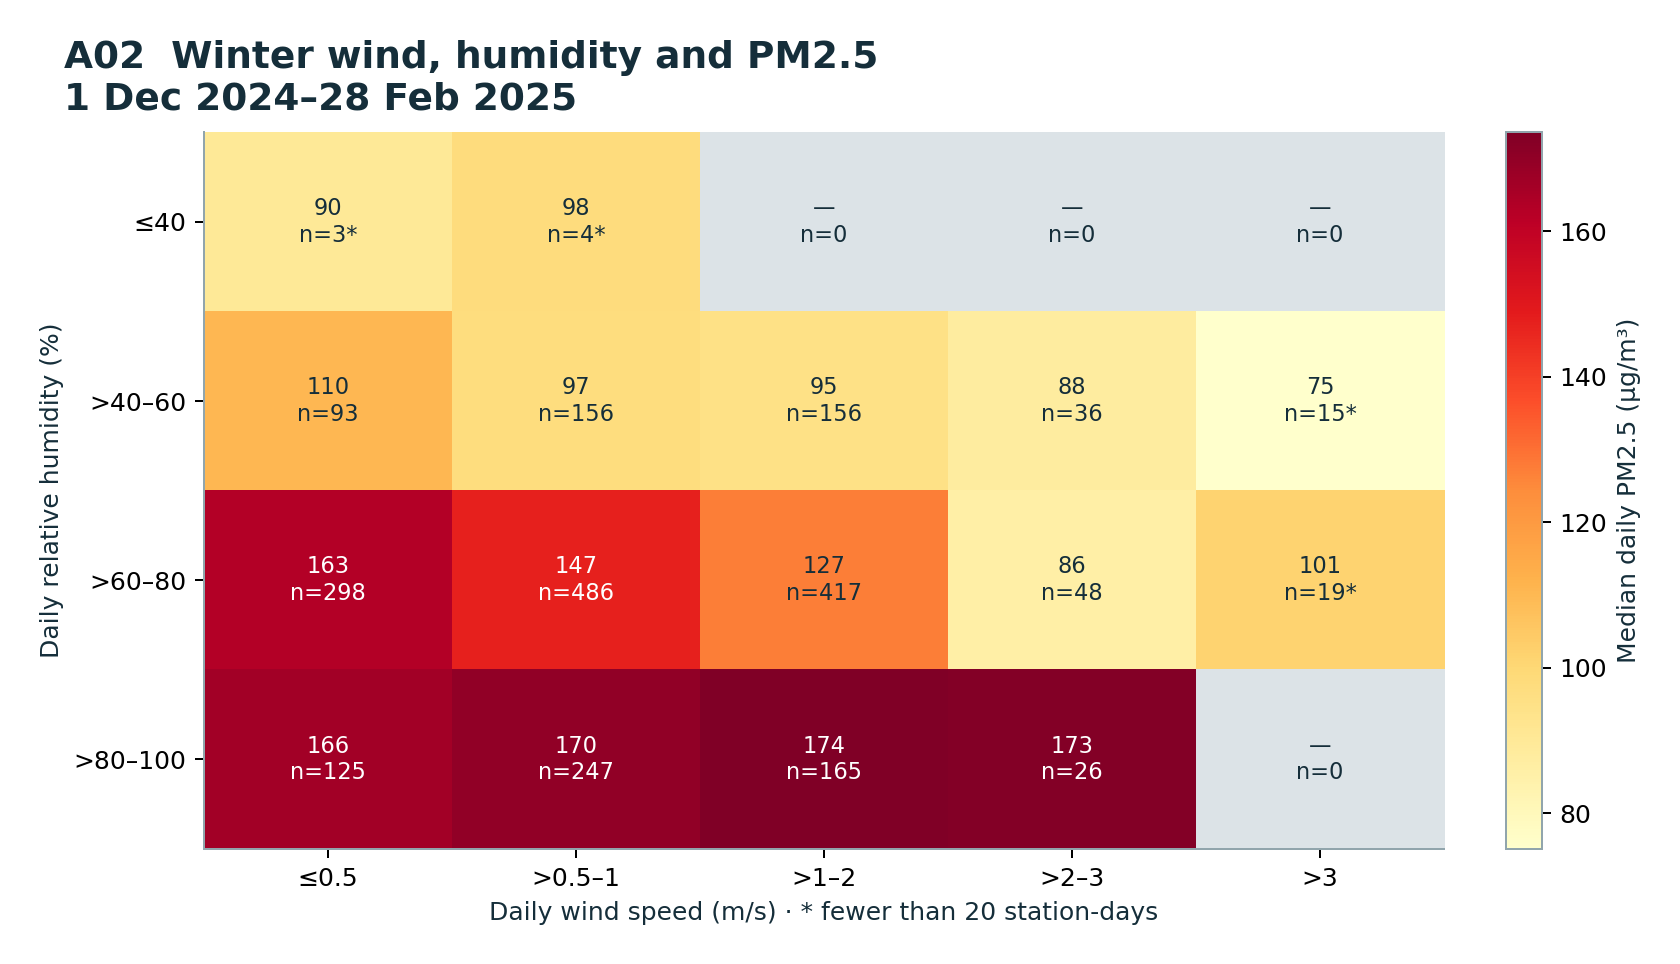 A02  Winter wind, humidity and PM2.5
1 Dec 2024–28 Feb 2025
Daily relative humidity (%)
≤40
90
n=3*
98
n=4*
—
n=0
—
n=0
—
n=0
>40–60
110
n=93
97
n=156
95
n=156
88
n=36
75
n=15*
>60–80
163
n=298
147
n=486
127
n=417
86
n=48
101
n=19*
>80–100
166
n=125
170
n=247
174
n=165
173
n=26
—
n=0
≤0.5
>0.5–1
>1–2
>2–3
>3
Daily wind speed (m/s) · * fewer than 20 station-days
160
140
120
100
80
Median daily PM2.5 (µg/m³)